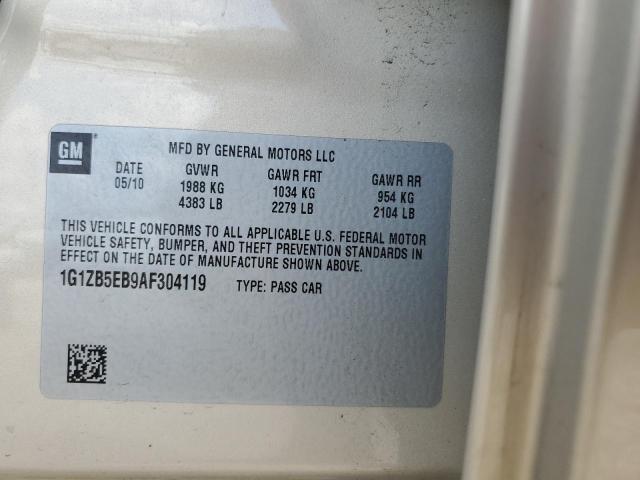 GM
MFD BY GENERAL MOTORS LLC
DATE GVWR GAWR FRT GAWR RR
05/10 1988 KG 1034 KG 954 KG
4383 LB 2279 LB 2104 LB
THIS VEHICLE CONFORMS TO ALL APPLICABLE U.S. FEDERAL MOTOR
VEHICLE SAFETY, BUMPER, AND THEFT PREVENTION STANDARDS IN
EFFECT ON THE DATE OF MANUFACTURE SHOWN ABOVE.
1G1ZB5EB9AF304119 TYPE: PASS CAR